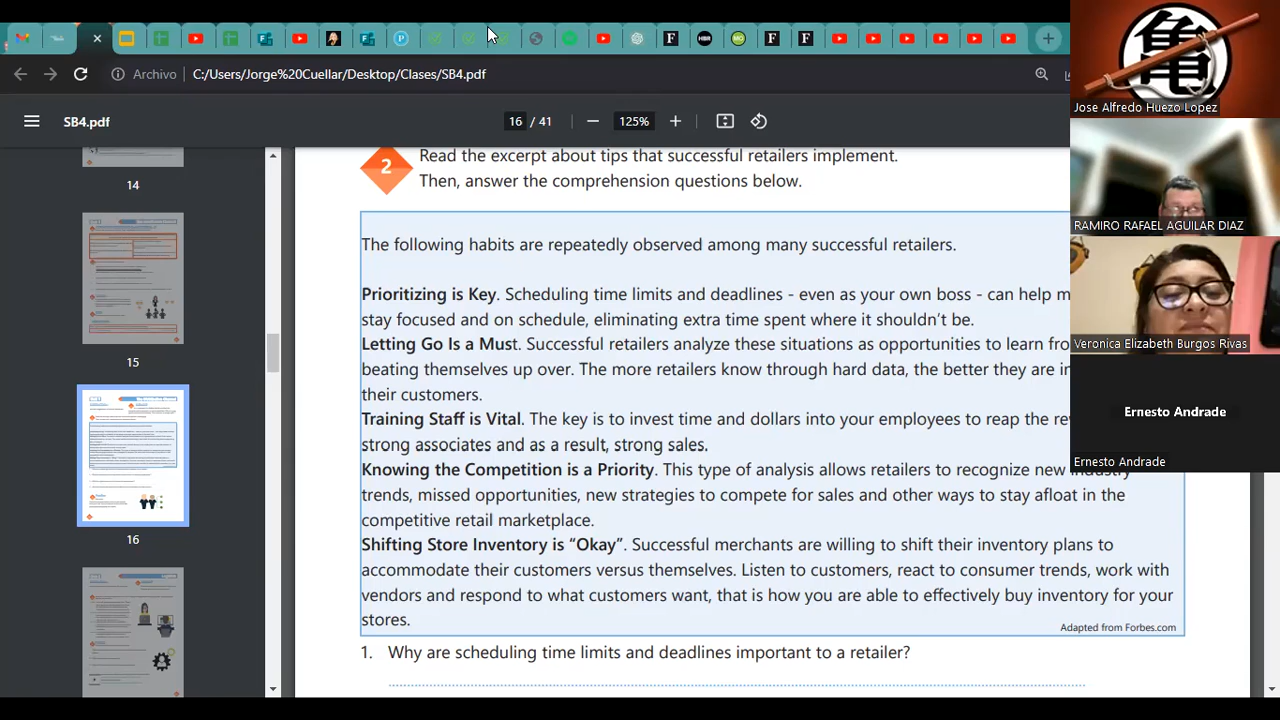 Archivo
C:/Users/Jorge%20Cuellar/Desktop/Clases/SB4.pdf
SB4.pdf
16 / 41
125%
14
15
16
2
Read the excerpt about tips that successful retailers implement.
Then, answer the comprehension questions below.
The following habits are repeatedly observed among many successful retailers.
Prioritizing is Key. Scheduling time limits and deadlines - even as your own boss - can help
stay focused and on schedule, eliminating extra time spent where it shouldn't be.
Letting Go Is a Must. Successful retailers analyze these situations as opportunities to learn
beating themselves up over. The more retailers know through hard data, the better they are
their customers.
Training Staff is Vital. The key is to invest time and dollars into your employees to reap the
strong associates and as a result, strong sales.
Knowing the Competition is a Priority. This type of analysis allows retailers to recognize new industry
trends, missed opportunities, new strategies to compete for sales and other ways to stay afloat in the
competitive retail marketplace.
Shifting Store Inventory is "Okay". Successful merchants are willing to shift their inventory plans to
accommodate their customers versus themselves. Listen to customers, react to consumer trends, work with
vendors and respond to what customers want, that is how you are able to effectively buy inventory for your
stores.
Adapted from Forbes.com
1. Why are scheduling time limits and deadlines important to a retailer?
Jose Alfredo Huezo Lopez
RAMIRO RAFAEL AGUILAR DIAZ
Veronica Elizabeth Burgos Rivas
Ernesto Andrade
Ernesto Andrade